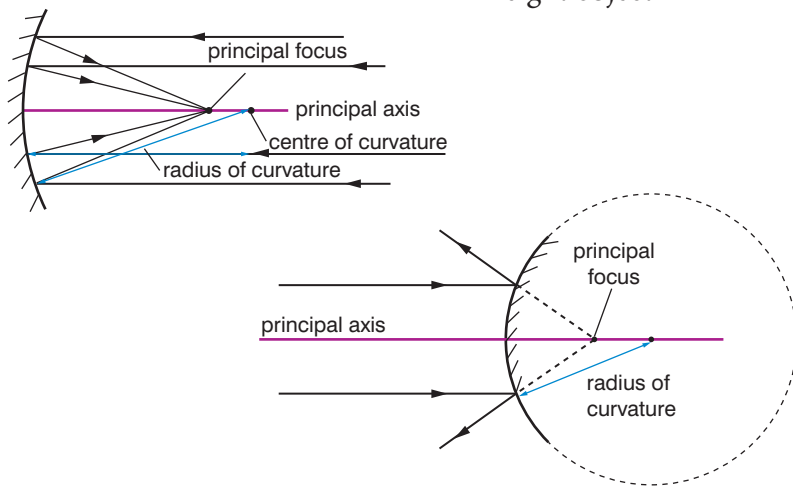 principal focus
principal axis
centre of curvature
radius of curvature
principal
focus
principal axis
radius of
curvature